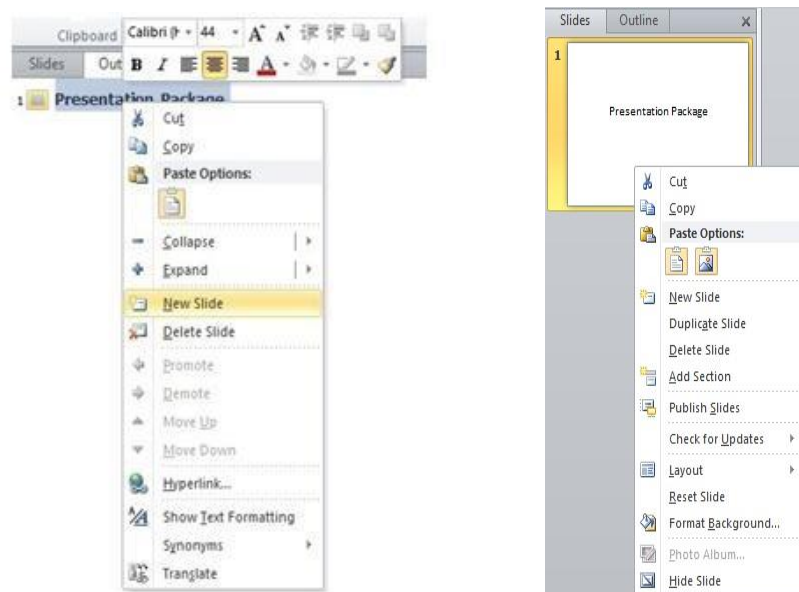 Clipboard
Calibri (H 44 A A
Slides Out B I A
1 Presentation Package
Cut
Copy
Paste Options:
Collapse
Expand
New Slide
Delete Slide
Promote
Demote
Move Up
Move Down
Hyperlink...
A/A Show Text Formatting
Synonyms
Translate
Slides Outline x
1
Presentation Package
Cut
Copy
Paste Options:
New Slide
Duplicate Slide
Delete Slide
Add Section
Publish Slides
Check for Updates
Layout
Reset Slide
Format Background...
Photo Album...
Hide Slide